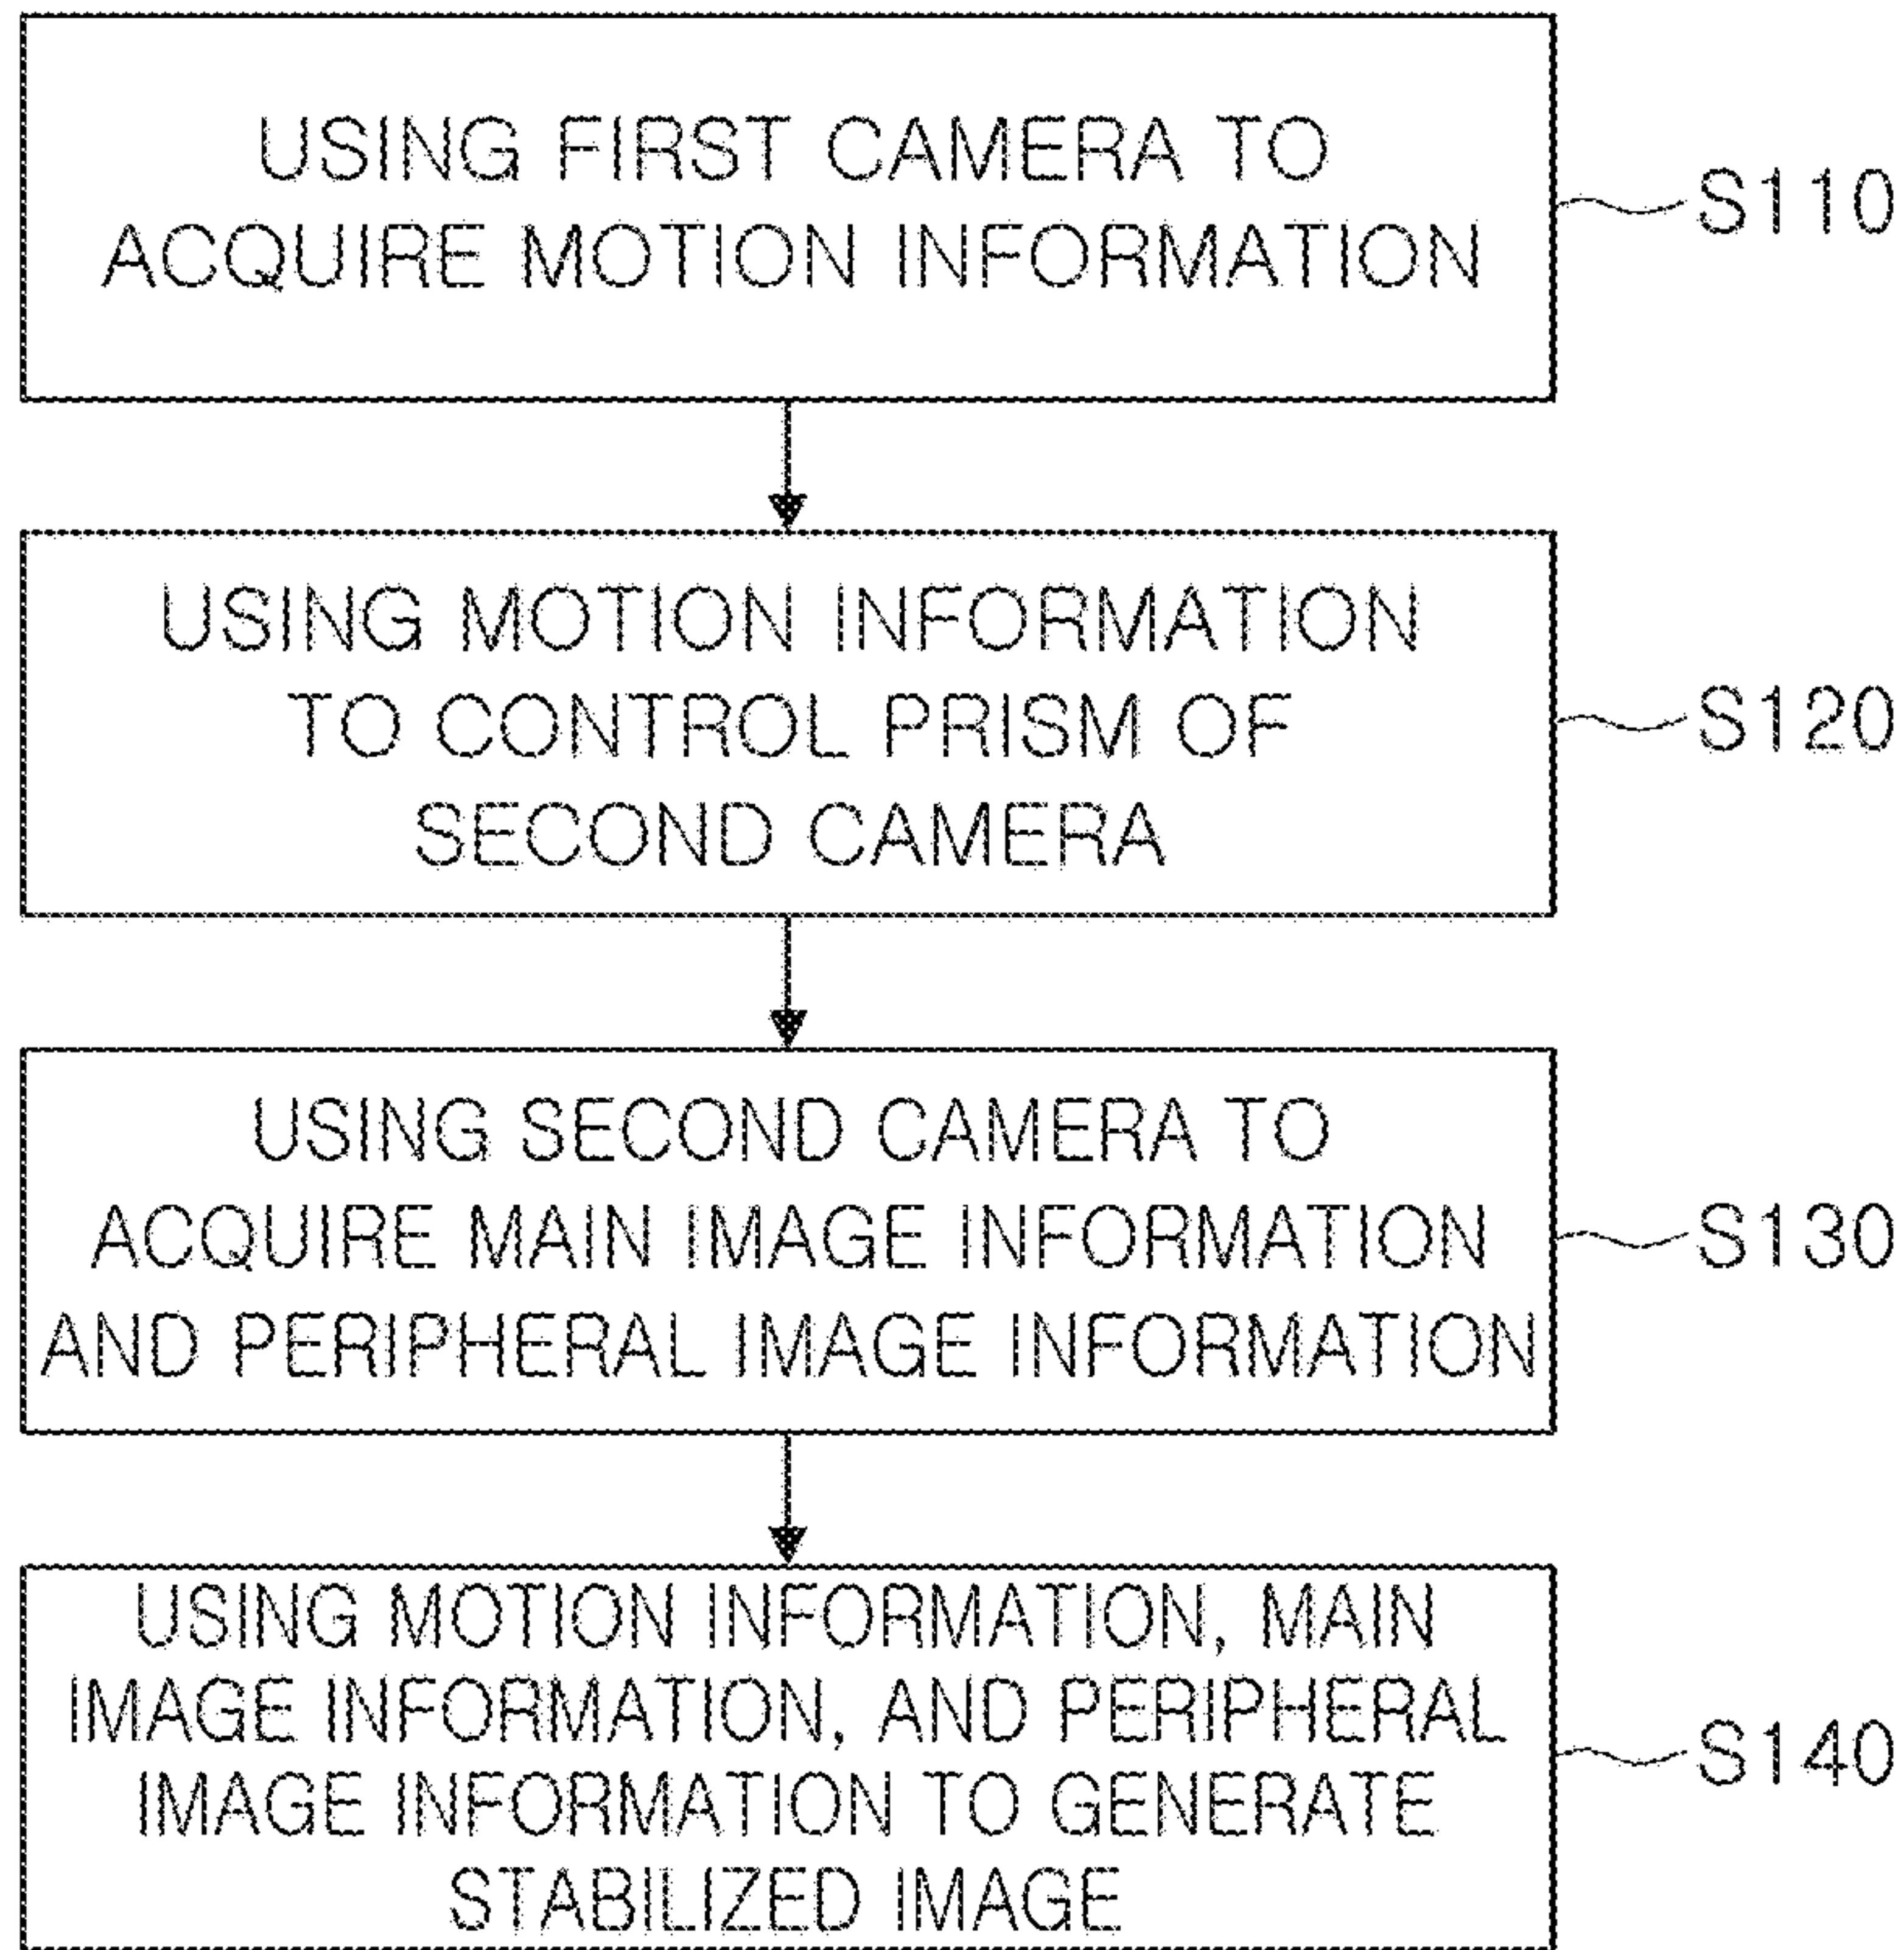 USING FIRST CAMERA TO
ACQUIRE MOTION INFORMATION
S110
USING MOTION INFORMATION
TO CONTROL PRISM OF
SECOND CAMERA
S120
USING SECOND CAMERA TO
ACQUIRE MAIN IMAGE INFORMATION
AND PERIPHERAL IMAGE INFORMATION
S130
USING MOTION INFORMATION, MAIN
IMAGE INFORMATION, AND PERIPHERAL
IMAGE INFORMATION TO GENERATE
STABILIZED IMAGE
S140